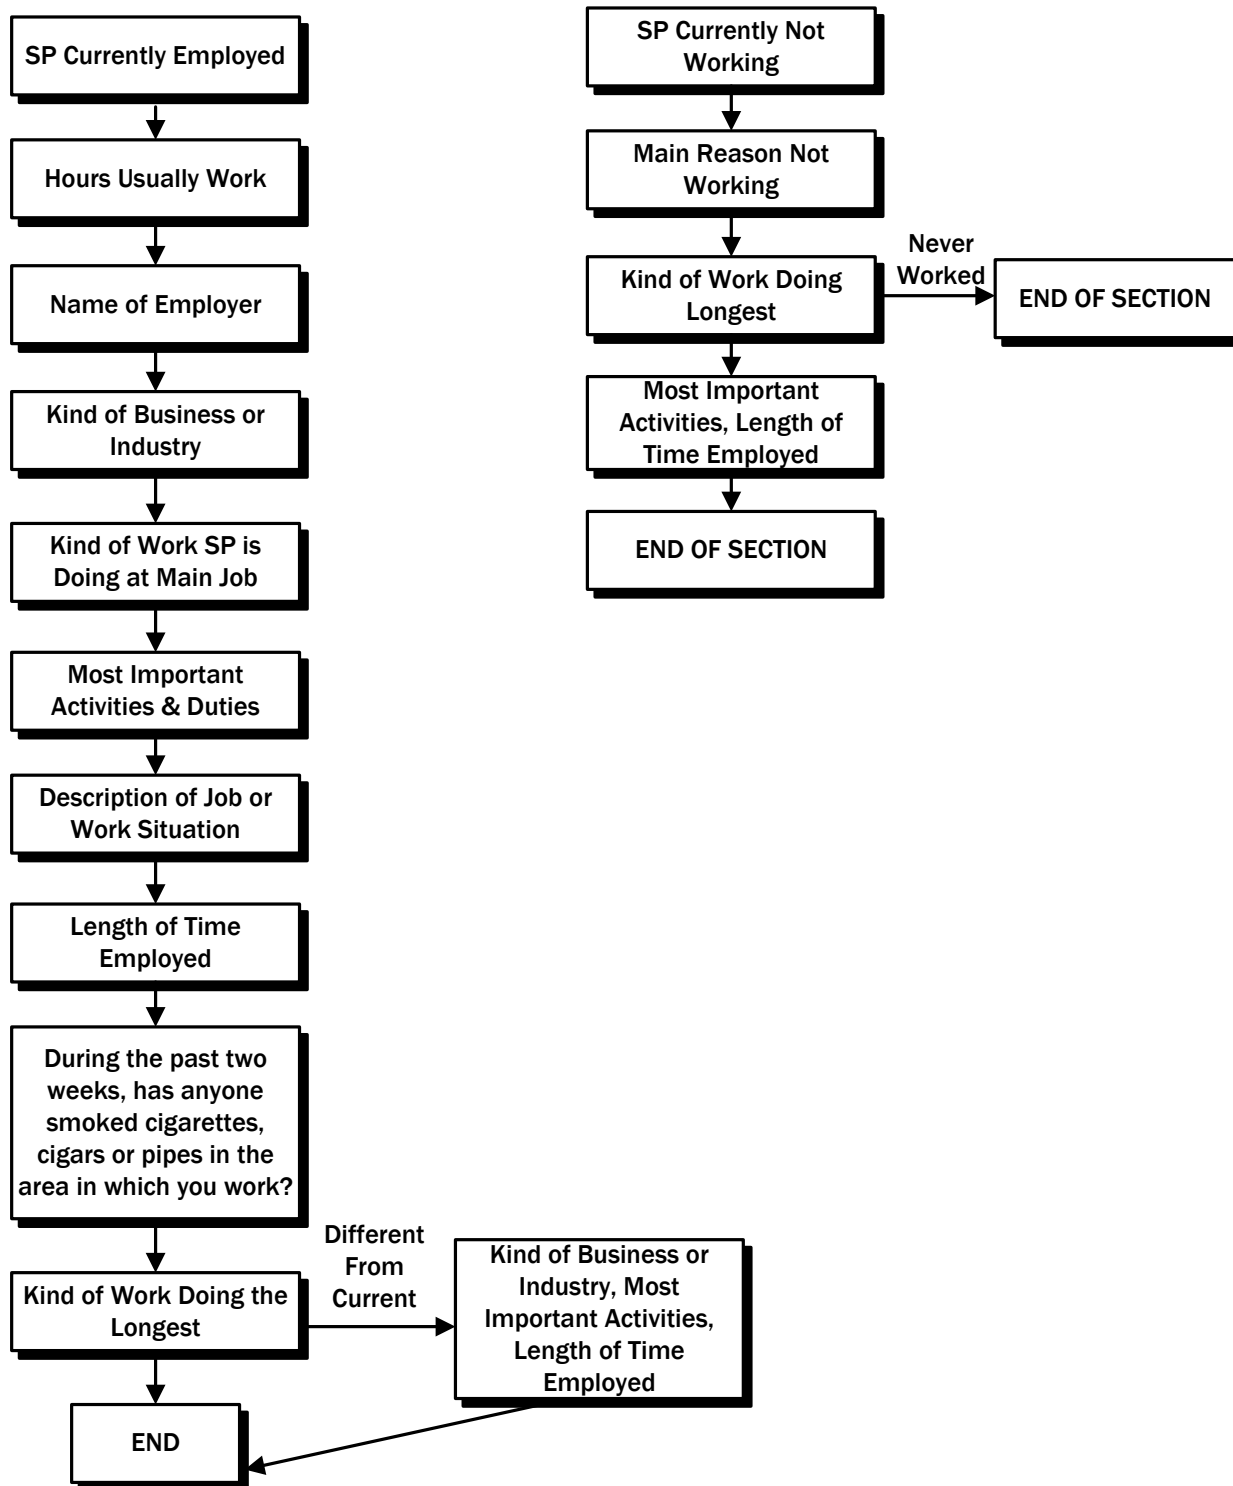 SP Currently Employed
Hours Usually Work
Name of Employer
Kind of Business or
Industry
Kind of Work SP is
Doing at Main Job
Most Important
Activities & Duties
Description of Job or
Work Situation
Length of Time
Employed
During the past two
weeks, has anyone
smoked cigarettes,
cigars or pipes in the
area in which you work?
Kind of Work Doing the
Longest
Different
From
Current
Kind of Business or
Industry, Most
Important Activities,
Length of Time
Employed
END
SP Currently Not
Working
Main Reason Not
Working
Kind of Work Doing
Longest
Never
Worked
END OF SECTION
Most Important
Activities, Length of
Time Employed
END OF SECTION